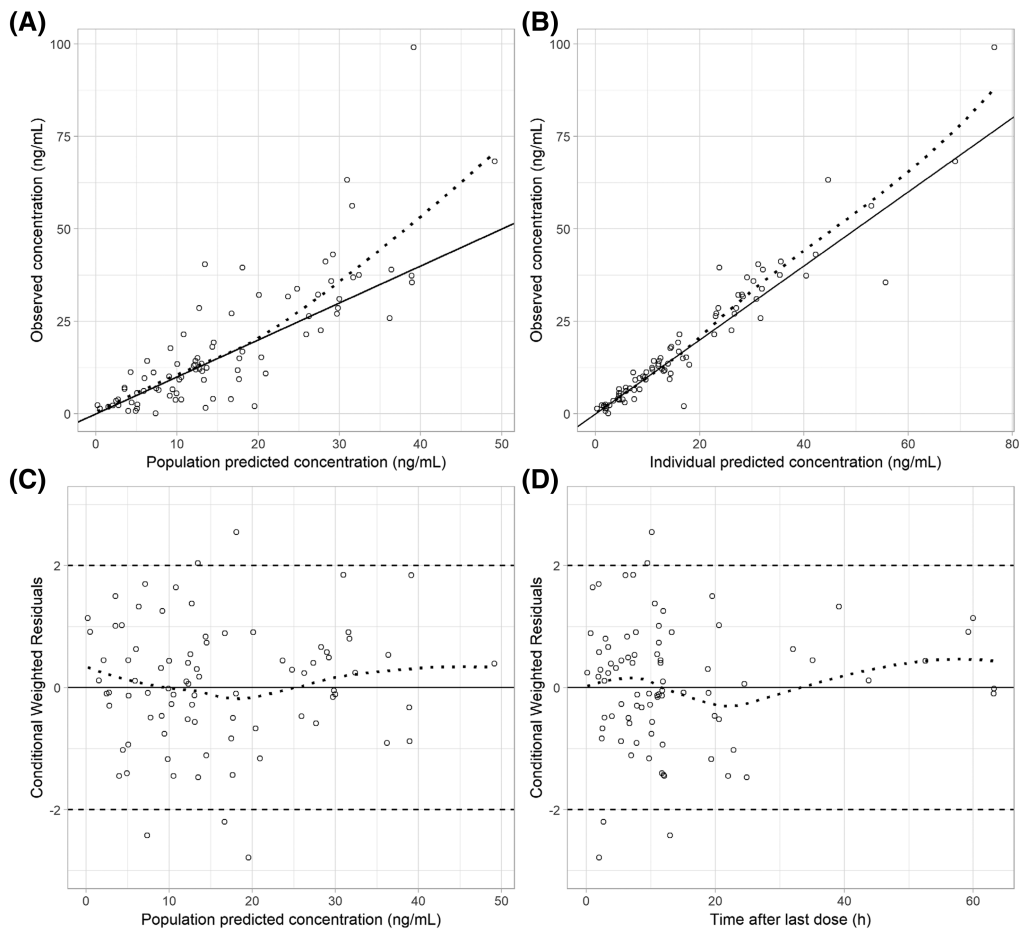 (A)
(B)
Observed concentration (ng/mL)
100
75
50
25
0
0 10 20 30 40 50
Population predicted concentration (ng/mL)
Observed concentration (ng/mL)
100
75
50
25
0
0 20 40 60 80
Individual predicted concentration (ng/mL)
(C)
(D)
Conditional Weighted Residuals
2
0
-2
0 10 20 30 40 50
Population predicted concentration (ng/mL)
Conditional Weighted Residuals
2
0
-2
0 20 40 60
Time after last dose (h)